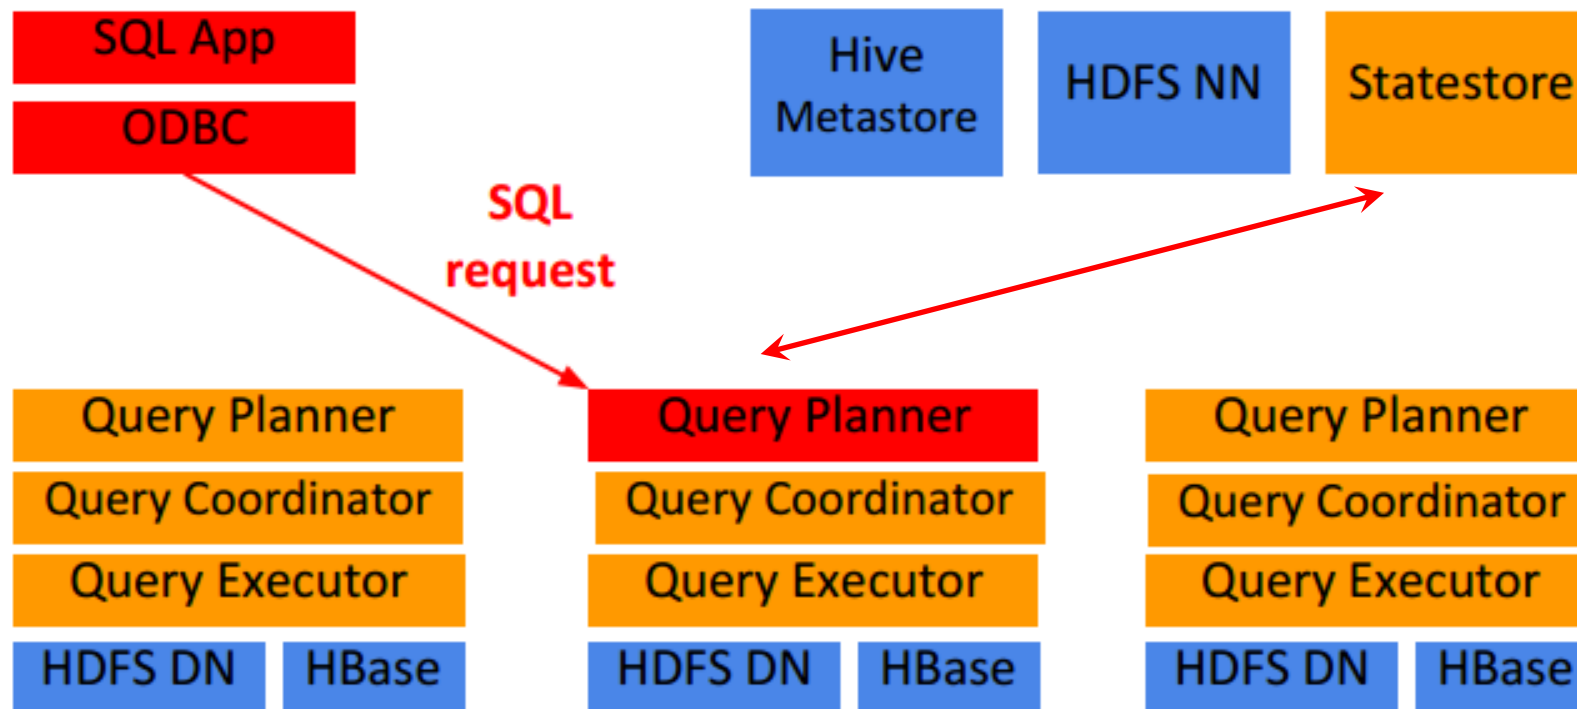 SQL App
ODBC
Hive
Metastore
HDFS NN
Statestore
SQL
request
Query Planner
Query Coordinator
Query Executor
HDFS DN
HBase
Query Planner
Query Coordinator
Query Executor
HDFS DN
HBase
Query Planner
Query Coordinator
Query Executor
HDFS DN
HBase